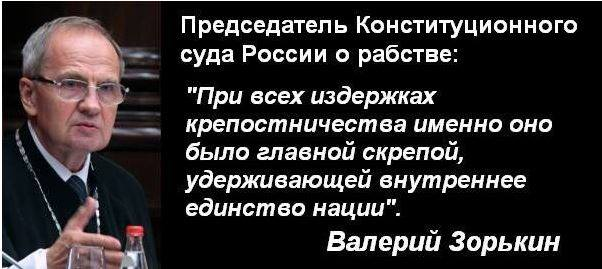 Председатель Конституционного
суда России о рабстве:
"При всех издержках
крепостничества именно оно
было главной скрепой,
удерживающей внутреннее
единство нации".
Валерий Зорькин